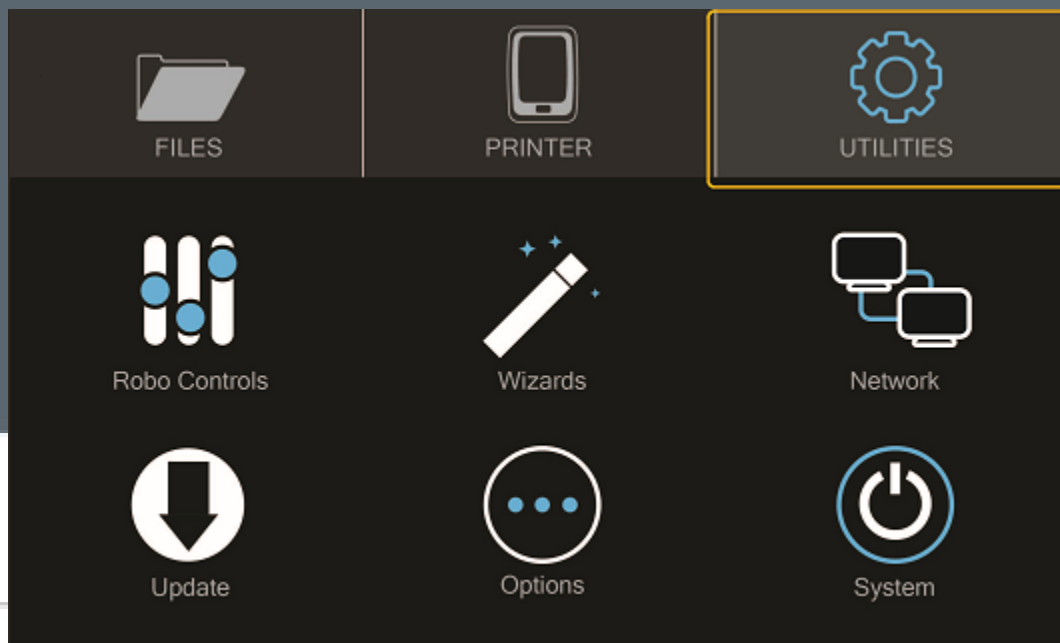 FILES
PRINTER
UTILITIES
Robo Controls
Wizards
Network
Update
Options
System